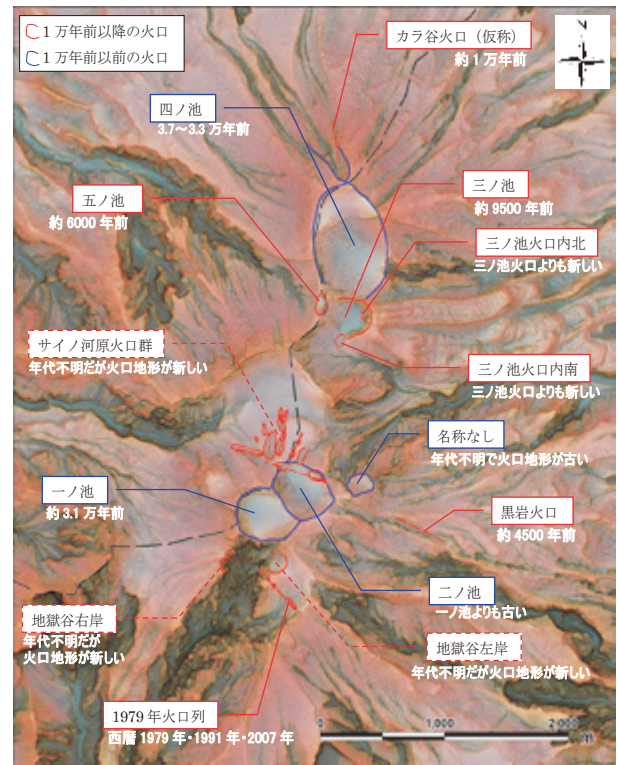 1万年前以降の火口
1万年前以前の火口
カラ谷火口（仮称）
約1万年前
N
四ノ池
3.7～3.3万年前
三ノ池
約9500年前
五ノ池
約6000年前
三ノ池火口内北
三ノ池火口よりも新しい
サイノ河原火口群
年代不明だが火口地形が新しい
三ノ池火口内南
三ノ池火口よりも新しい
名称なし
年代不明で火口地形が古い
一ノ池
約3.1万年前
黒岩火口
約4500年前
二ノ池
一ノ池よりも古い
地獄谷右岸
年代不明だが
火口地形が新しい
地獄谷左岸
年代不明だが火口地形が新しい
1979年火口列
西暦1979年・1991年・2007年
0 1,000 2,000
m